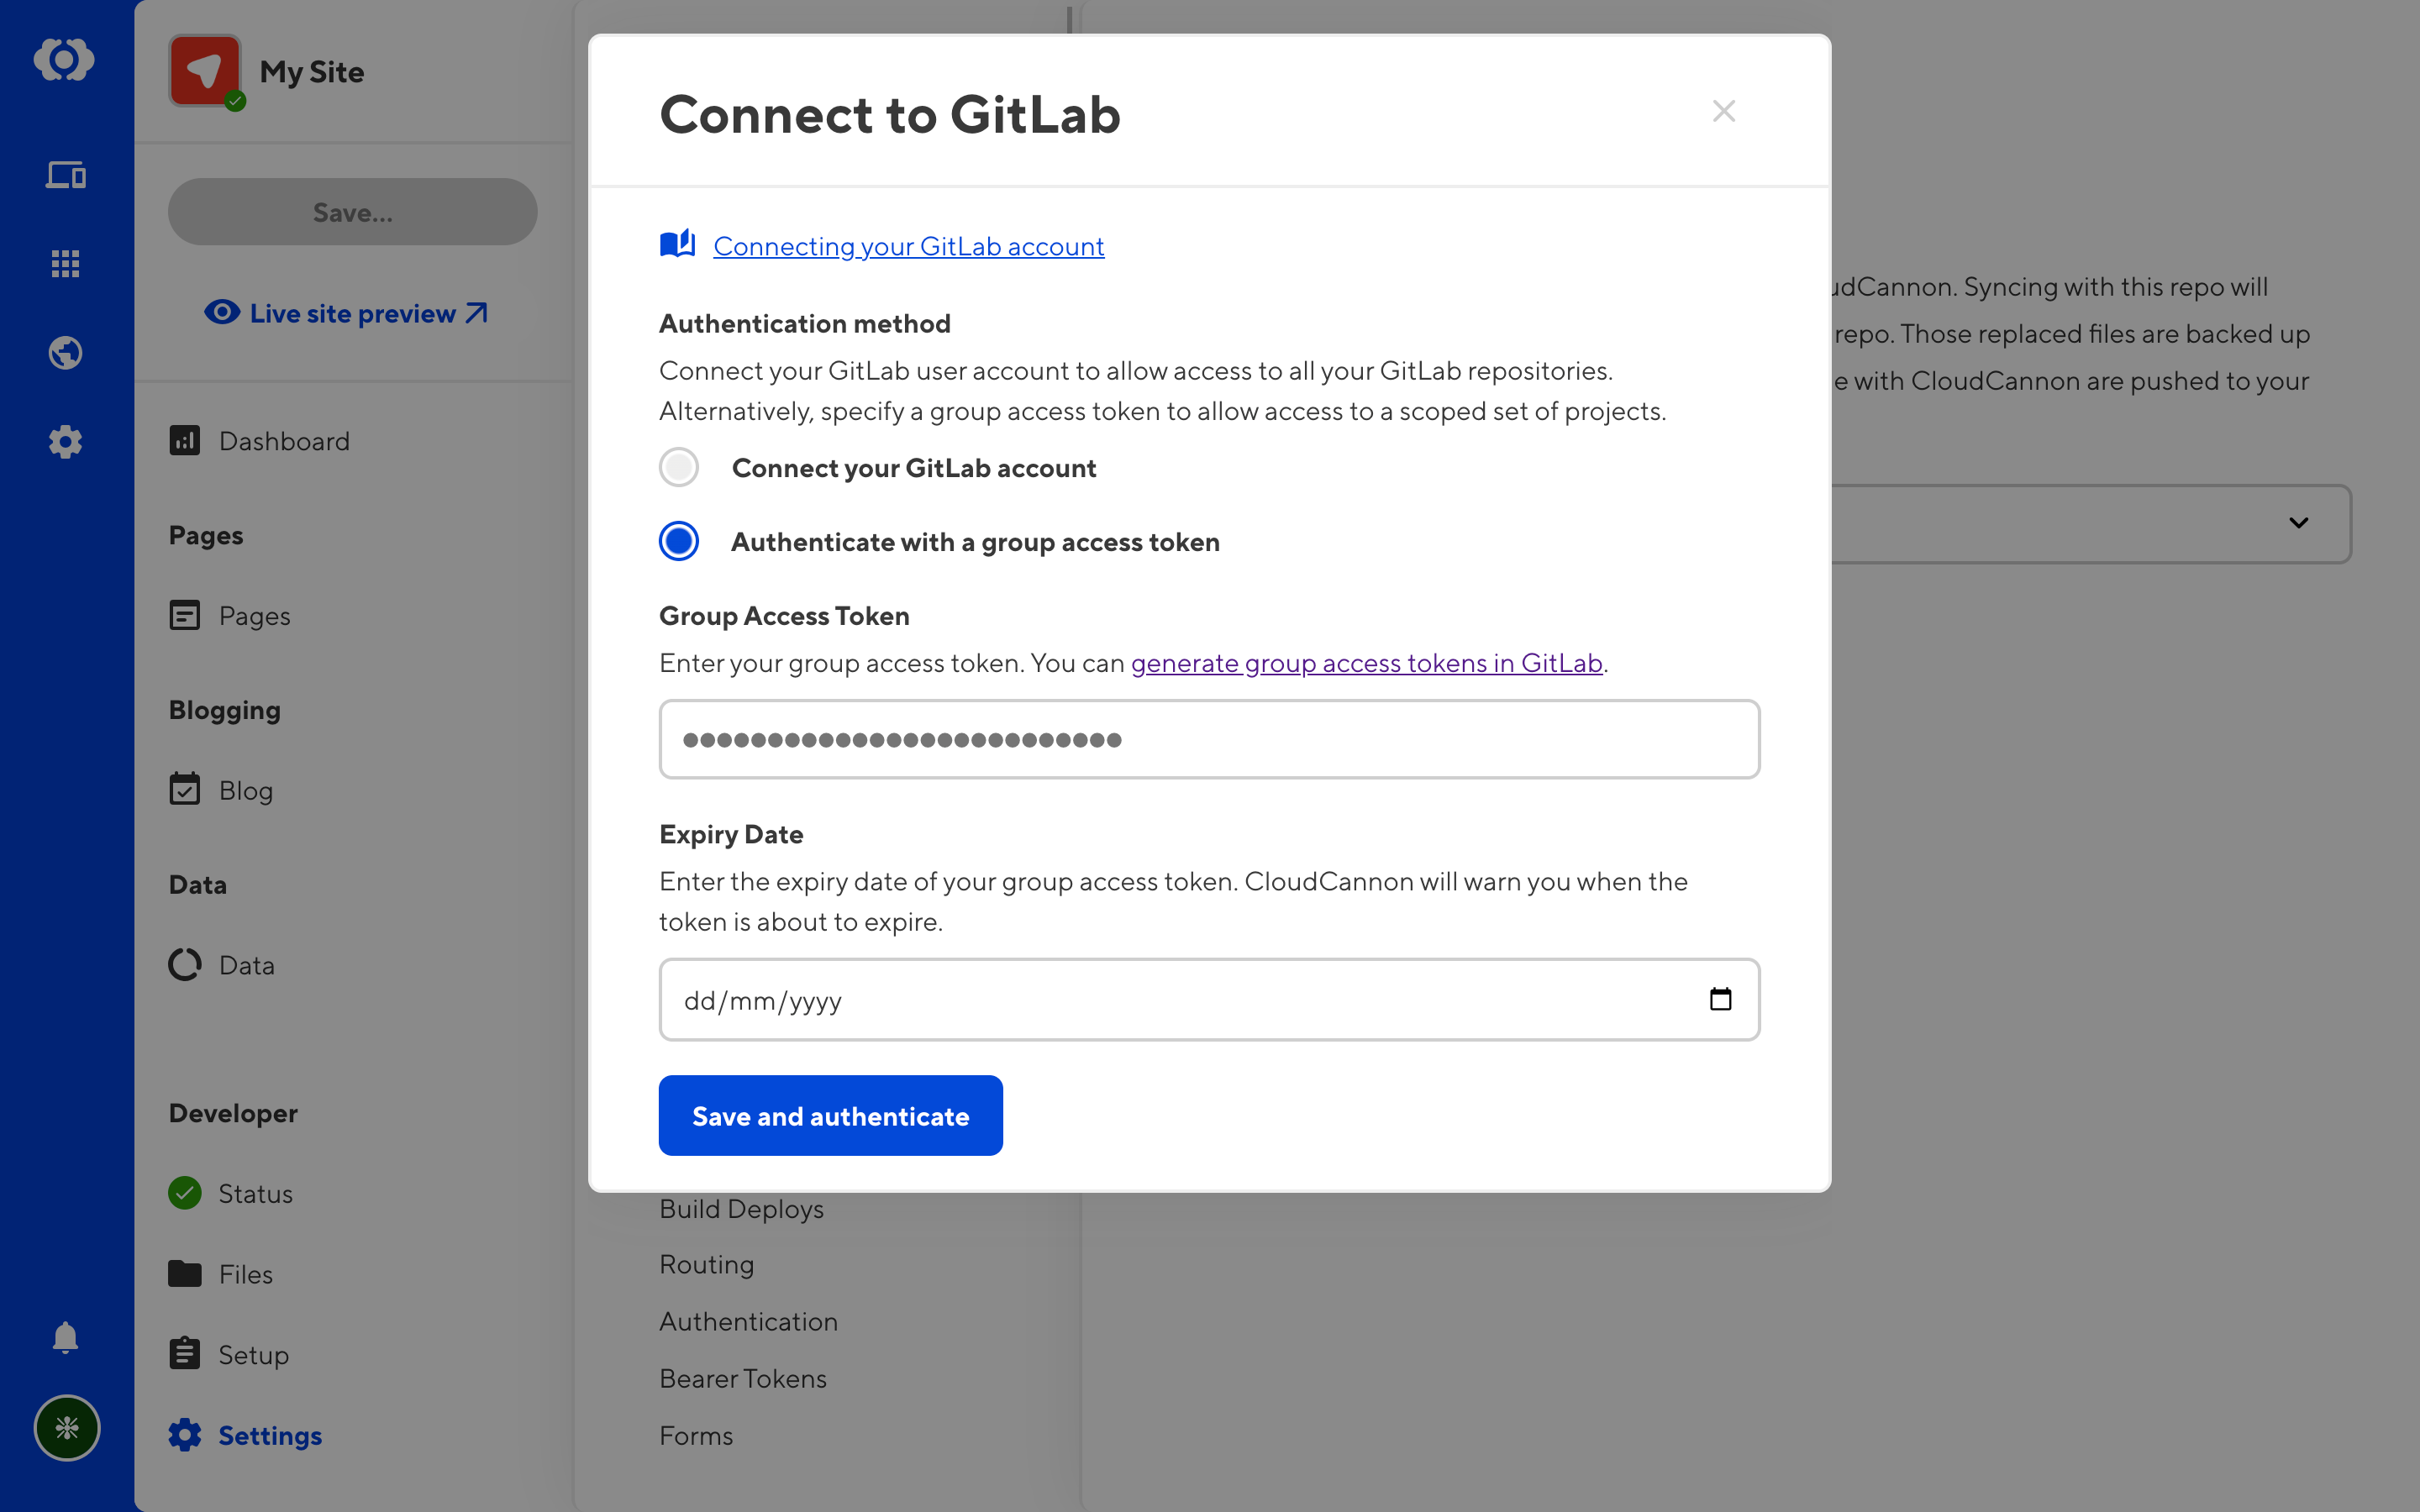 My Site
Save...
Live site preview
Dashboard
Pages
Pages
Blogging
Blog
Data
Data
Developer
Status
Files
Setup
Settings
Connect to GitLab
Connecting your GitLab account
Authentication method
Connect your GitLab user account to allow access to all your GitLab repositories.
Alternatively, specify a group access token to allow access to a scoped set of projects.
Connect your GitLab account
Authenticate with a group access token
Group Access Token
Enter your group access token. You can generate group access tokens in GitLab.
Expiry Date
Enter the expiry date of your group access token. CloudCannon will warn you when the
token is about to expire.
dd/mm/yyyy
Save and authenticate
Build Deploys
Routing
Authentication
Bearer Tokens
Forms
udCannon. Syncing with this repo will
repo. Those replaced files are backed up
e with CloudCannon are pushed to your